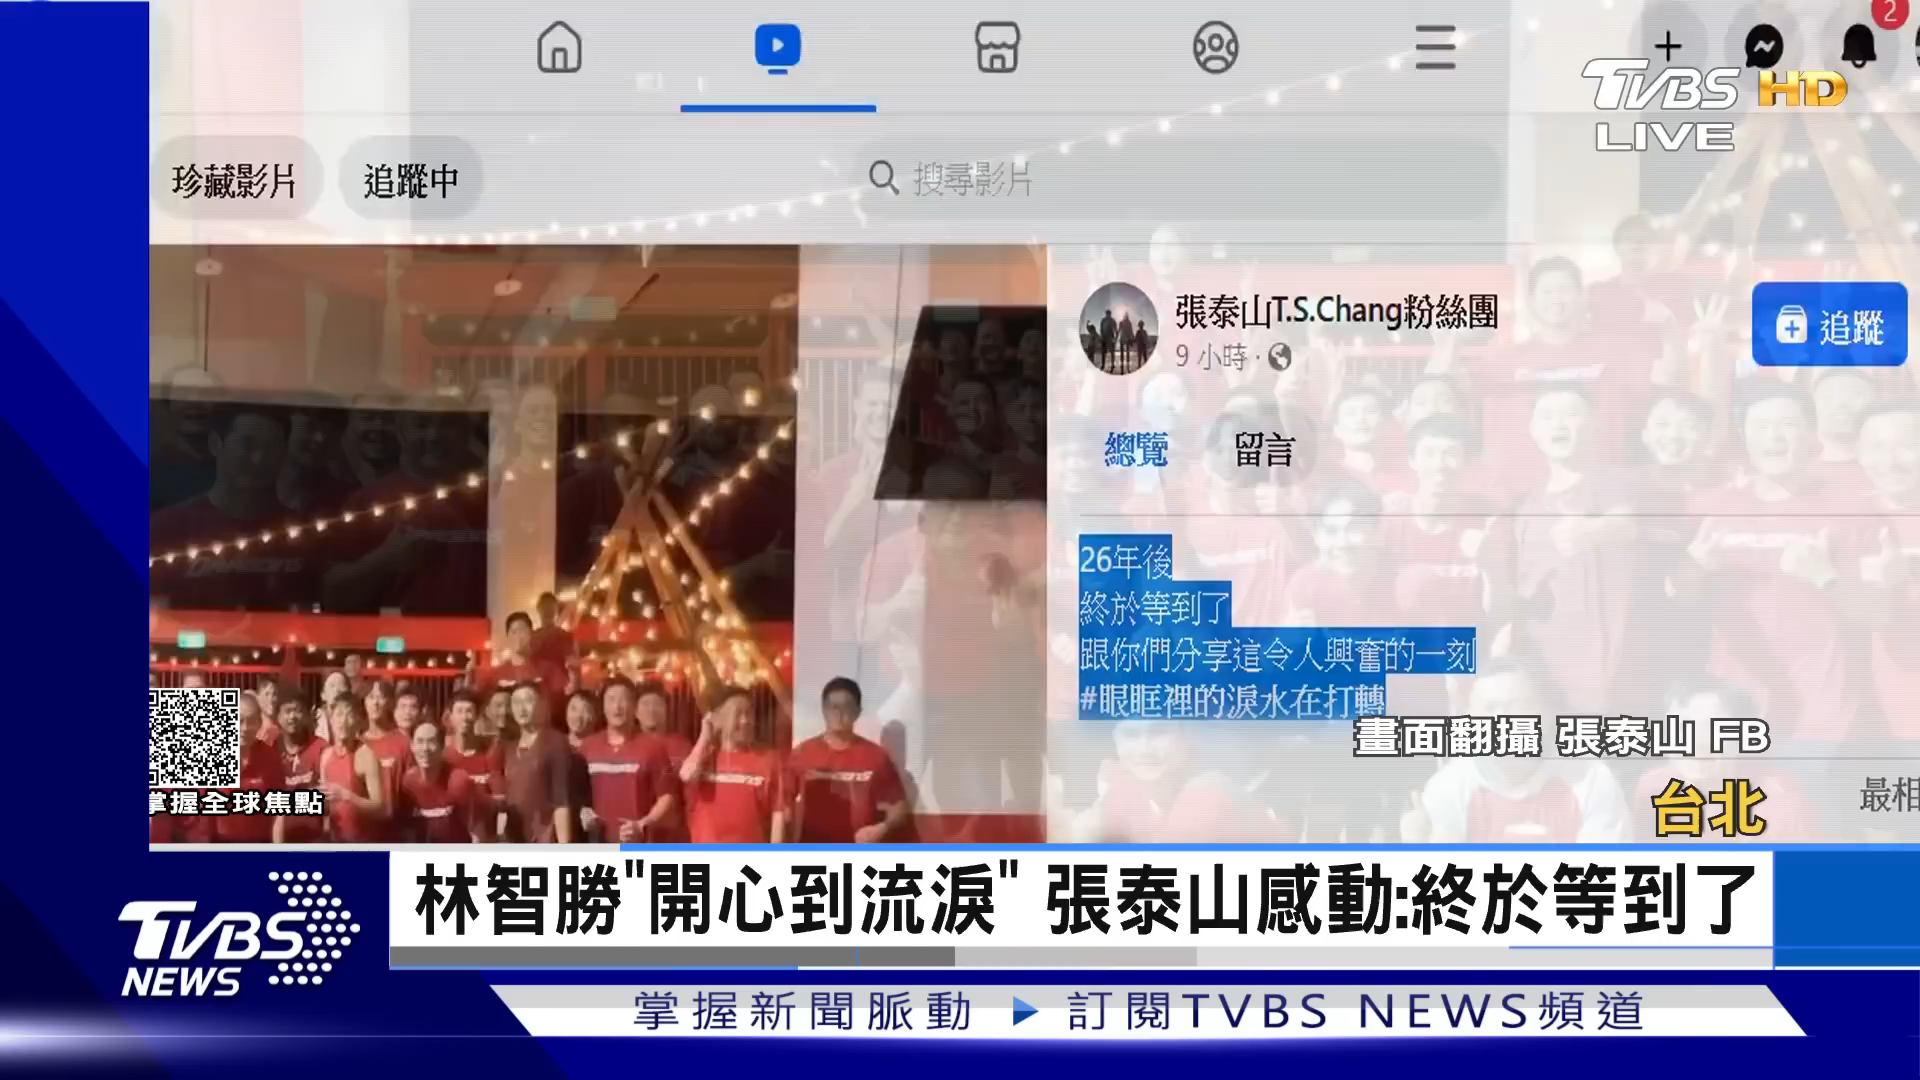 2
TVBS HD
LIVE
珍藏影片
追蹤中
搜尋影片
張泰山T.S.Chang粉絲團
9 小時
追蹤
總覽
留言
26年後
終於等到了
跟你們分享這令人興奮的一刻
#眼眶裡的淚水在打轉
畫面翻攝 張泰山 FB
最相
台北
掌握全球焦點
林智勝"開心到流淚" 張泰山感動:終於等到了
TVBS
NEWS
掌握新聞脈動 ▶ 訂閱TVBS NEWS頻道